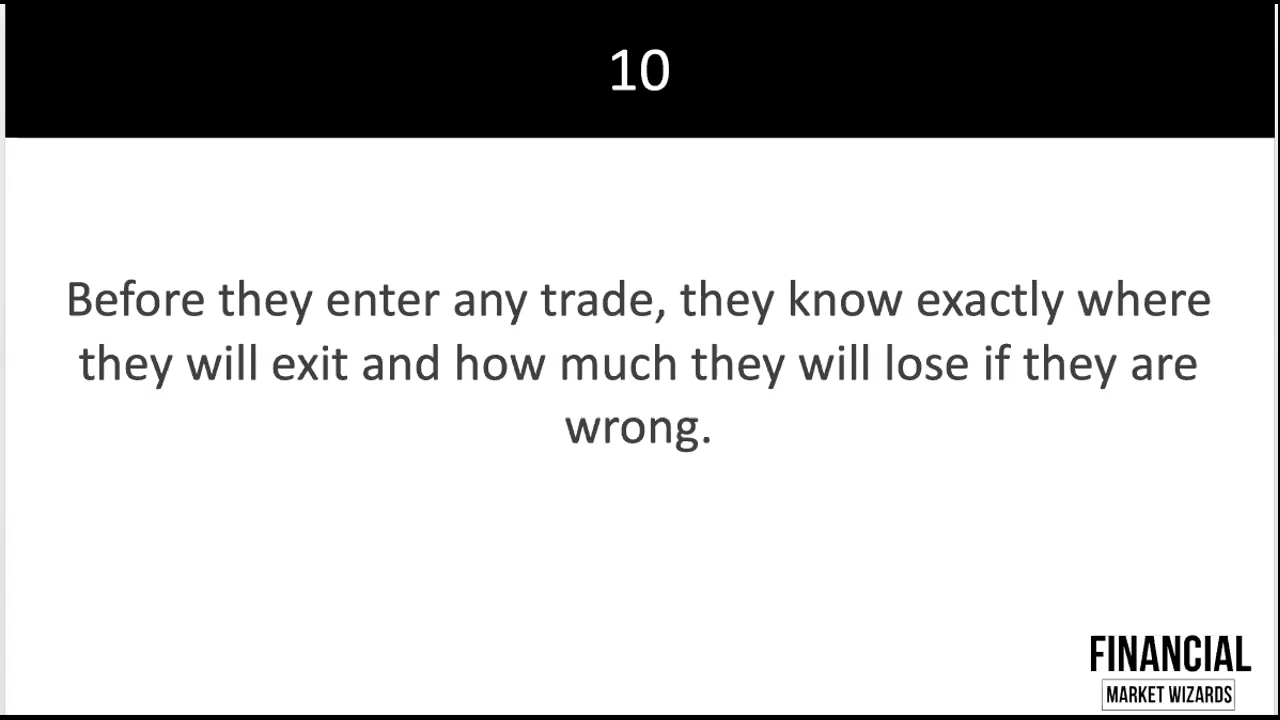 10
Before they enter any trade, they know exactly where
they will exit and how much they will lose if they are
wrong.
FINANCIAL
MARKET WIZARDS